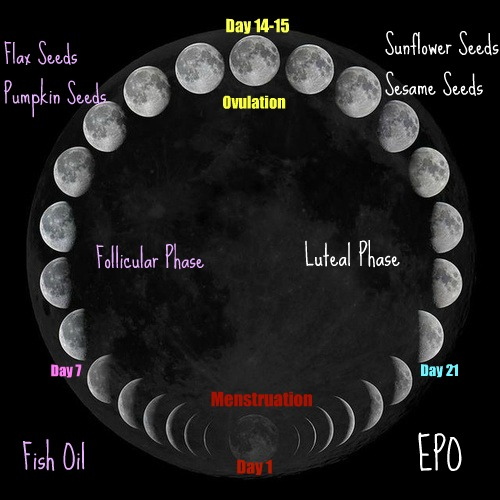 Day 14-15
Flax Seeds
Sunflower Seeds
Pumpkin Seeds
Sesame Seeds
Ovulation
Follicular Phase
Luteal Phase
Day 7
Day 21
Menstruation
Fish Oil
EPO
Day 1